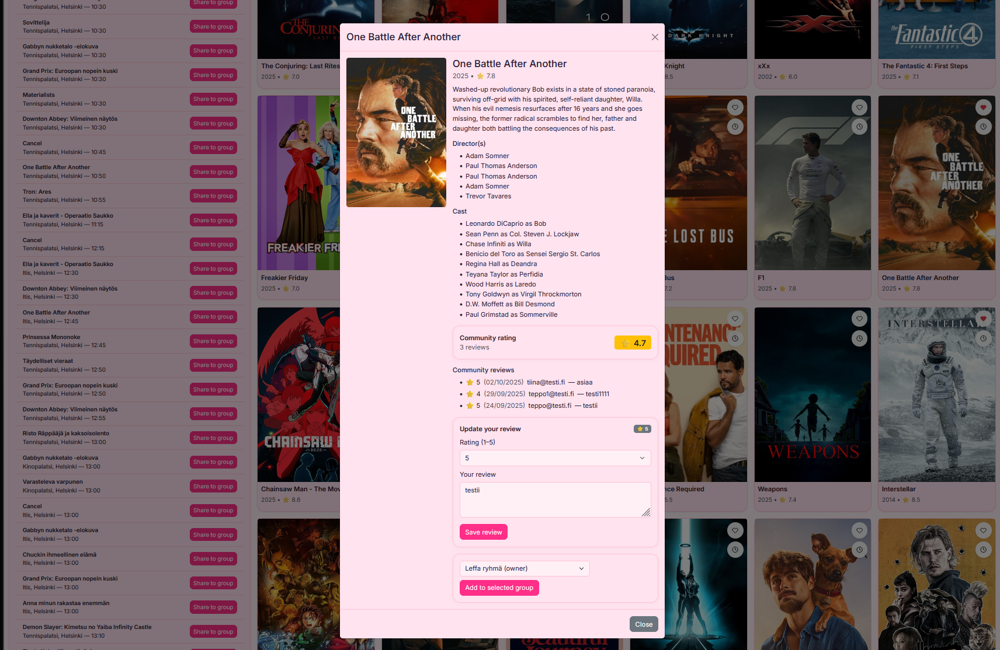 Tennispalatsi, Helsinki — 10:30
Share to group
Sovittelija
Tennispalatsi, Helsinki — 10:30
Share to group
Gabbyn nukketalo -elokuva
Tennispalatsi, Helsinki — 10:30
Share to group
Grand Prix: Euroopan nopein kuski
Tennispalatsi, Helsinki — 10:30
Share to group
Materialists
Tennispalatsi, Helsinki — 10:30
Share to group
Downton Abbey: Viimeinen näytös
Tennispalatsi, Helsinki — 10:30
Share to group
Cancel
Tennispalatsi, Helsinki — 10:45
Share to group
One Battle After Another
Tennispalatsi, Helsinki — 10:50
Share to group
Tron: Ares
Tennispalatsi, Helsinki — 10:55
Share to group
Ella ja kaverit - Operaatio Saukko
Tennispalatsi, Helsinki — 11:15
Share to group
Cancel
Tennispalatsi, Helsinki — 12:15
Share to group
Ella ja kaverit - Operaatio Saukko
Itis, Helsinki — 12:30
Share to group
Downton Abbey: Viimeinen näytös
Itis, Helsinki — 12:30
Share to group
One Battle After Another
Itis, Helsinki — 12:45
Share to group
Prinsessa Mononoke
Tennispalatsi, Helsinki — 12:45
Share to group
Täydelliset vieraat
Tennispalatsi, Helsinki — 12:50
Share to group
Grand Prix: Euroopan nopein kuski
Tennispalatsi, Helsinki — 12:50
Share to group
Downton Abbey: Viimeinen näytös
Tennispalatsi, Helsinki — 12:55
Share to group
Risto Räppääjä ja kaksoisolento
Tennispalatsi, Helsinki — 13:00
Share to group
Gabbyn nukketalo -elokuva
Kinopalatsi, Helsinki — 13:00
Share to group
Varasteleva varpunen
Kinopalatsi, Helsinki — 13:00
Share to group
Cancel
Itis, Helsinki — 13:00
Share to group
Gabbyn nukketalo -elokuva
Itis, Helsinki — 13:00
Share to group
Chuckin ihmeellinen elämä
Itis, Helsinki — 13:00
Share to group
Grand Prix: Euroopan nopein kuski
Itis, Helsinki — 13:00
Share to group
Anna minun rakastaa enemmän
Itis, Helsinki — 13:00
Share to group
Demon Slayer: Kimetsu no Yaiba Infinity Castle
Tennispalatsi, Helsinki — 13:10
Share to group
THE
CONJURIN
LAST RI
The Conjuring: Last Rites
2025 • 7.0
1 0
DARK KNIGHT
Knight
8.5
xXx
xXx
2002 • 6.0
the
Fantastic 4
FIRST STEPS
The Fantastic 4: First Steps
2025 • 7.1
FREAKIER FRI
Freakier Friday
2025 • 7.0
E LOST BUS
Bus
7.2
F1
2025 • 7.8
ONE
BATTLE
AFTER
ANOTHER
One Battle After Another
2025 • 7.8
CHAINSAW
REZE
Chainsaw Man - The Mov
2025 • 8.6
NTENANC
QUIRED
nce Required
5.5
WEAPONS
Weapons
2025 • 7.4
INTERSTELLA
Interstellar
2014 • 8.5
Beautiful
Journey
One Battle After Another
ONE
BATTLE
AFTER
ANOTHER
One Battle After Another
2025 • 7.8
Washed-up revolutionary Bob exists in a state of stoned paranoia,
surviving off-grid with his spirited, self-reliant daughter, Willa.
When his evil nemesis resurfaces after 16 years and she goes
missing, the former radical scrambles to find her, father and
daughter both battling the consequences of his past.
Director(s)
• Adam Somner
• Paul Thomas Anderson
• Paul Thomas Anderson
• Adam Somner
• Trevor Tavares
Cast
• Leonardo DiCaprio as Bob
• Sean Penn as Col. Steven J. Lockjaw
• Chase Infiniti as Willa
• Benicio del Toro as Sensei Sergio St. Carlos
• Regina Hall as Deandra
• Teyana Taylor as Perfidia
• Wood Harris as Laredo
• Tony Goldwyn as Virgil Throckmorton
• D.W. Moffett as Bill Desmond
• Paul Grimstad as Sommerville
Community rating
3 reviews
4.7
Community reviews
• 5 (02/10/2025) tiina@testi.fi — asiaa
• 4 (29/09/2025) teppo1@testi.fi — testi1111
• 5 (24/09/2025) teppo@testi.fi — testii
Update your review
5
Rating (1–5)
5
Your review
testii
Save review
Leffa ryhmä (owner)
Add to selected group
Close